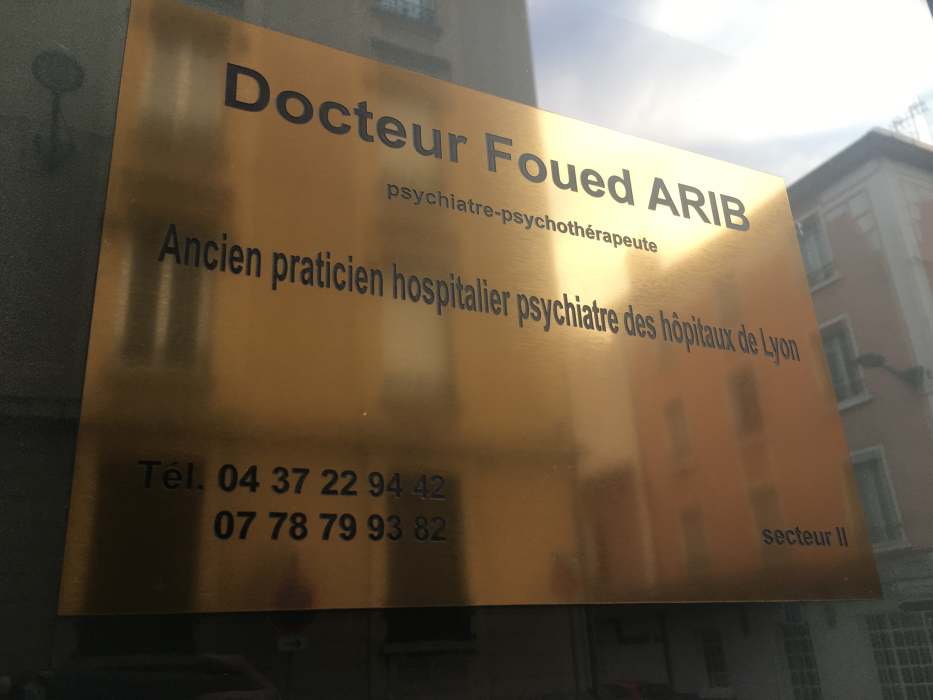 Docteur Foued ARIB
psychiatre-psychothérapeute
Ancien praticien hospitalier psychiatre des hôpitaux de Lyon
Tél. 04 37 22 94 42
07 78 79 93 82
secteur II